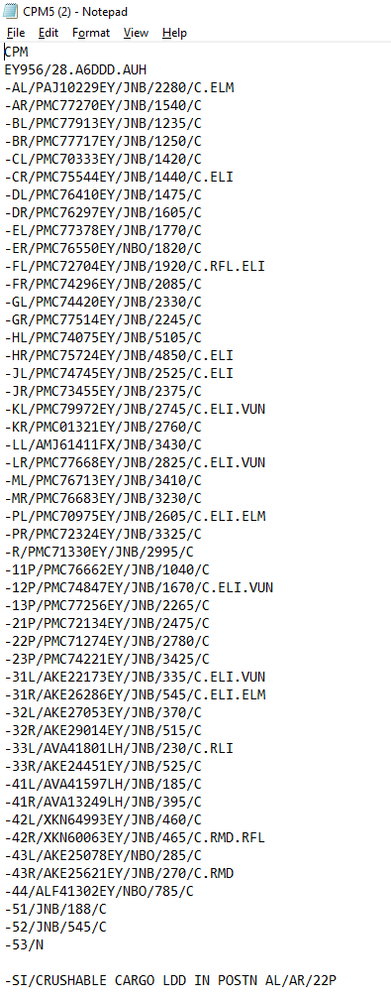 CPM5 (2) - Notepad
File Edit Format View Help
CPM
EY956/28.A6DDD.AUH
-AL/PAJ10229EY/JNB/2280/C.ELM
-AR/PMC77270EY/JNB/1540/C
-BL/PMC77913EY/JNB/1235/C
-BR/PMC77717EY/JNB/1250/C
-CL/PMC70333EY/JNB/1420/C
-CR/PMC75544EY/JNB/1440/C.ELI
-DL/PMC76410EY/JNB/1475/C
-DR/PMC76297EY/JNB/1605/C
-EL/PMC77378EY/JNB/1770/C
-ER/PMC76550EY/NBO/1820/C
-FL/PMC72704EY/JNB/1920/C.RFL.ELI
-FR/PMC74296EY/JNB/2085/C
-GL/PMC74420EY/JNB/2330/C
-GR/PMC77514EY/JNB/2245/C
-HL/PMC74075EY/JNB/5105/C
-HR/PMC75724EY/JNB/4850/C.ELI
-JL/PMC74745EY/JNB/2525/C.ELI
-JR/PMC73455EY/JNB/2375/C
-KL/PMC79972EY/JNB/2745/C.ELI.VUN
-KR/PMC01321EY/JNB/2760/C
-LL/AMJ61411FX/JNB/3430/C
-LR/PMC77668EY/JNB/2825/C.ELI.VUN
-ML/PMC76713EY/JNB/3410/C
-MR/PMC76683EY/JNB/3230/C
-PL/PMC70975EY/JNB/2605/C.ELI.ELM
-PR/PMC72324EY/JNB/3325/C
-R/PMC71330EY/JNB/2995/C
-11P/PMC76662EY/JNB/1040/C
-12P/PMC74847EY/JNB/1670/C.ELI.VUN
-13P/PMC77256EY/JNB/2265/C
-21P/PMC72134EY/JNB/2475/C
-22P/PMC71274EY/JNB/2780/C
-23P/PMC74221EY/JNB/3425/C
-31L/AKE22173EY/JNB/335/C.ELI.VUN
-31R/AKE26286EY/JNB/545/C.ELI.ELM
-32L/AKE27053EY/JNB/370/C
-32R/AKE29014EY/JNB/515/C
-33L/AVA41801LH/JNB/230/C.RLI
-33R/AKE24451EY/JNB/525/C
-41L/AVA41597LH/JNB/185/C
-41R/AVA13249LH/JNB/395/C
-42L/XKN64993EY/JNB/460/C
-42R/XKN60063EY/JNB/465/C.RMD.RFL
-43L/AKE25078EY/NBO/285/C
-43R/AKE25621EY/JNB/270/C.RMD
-44/ALF41302EY/NBO/785/C
-51/JNB/188/C
-52/JNB/545/C
-53/N
-SI/CRUSHABLE CARGO LDD IN POSTN AL/AR/22P